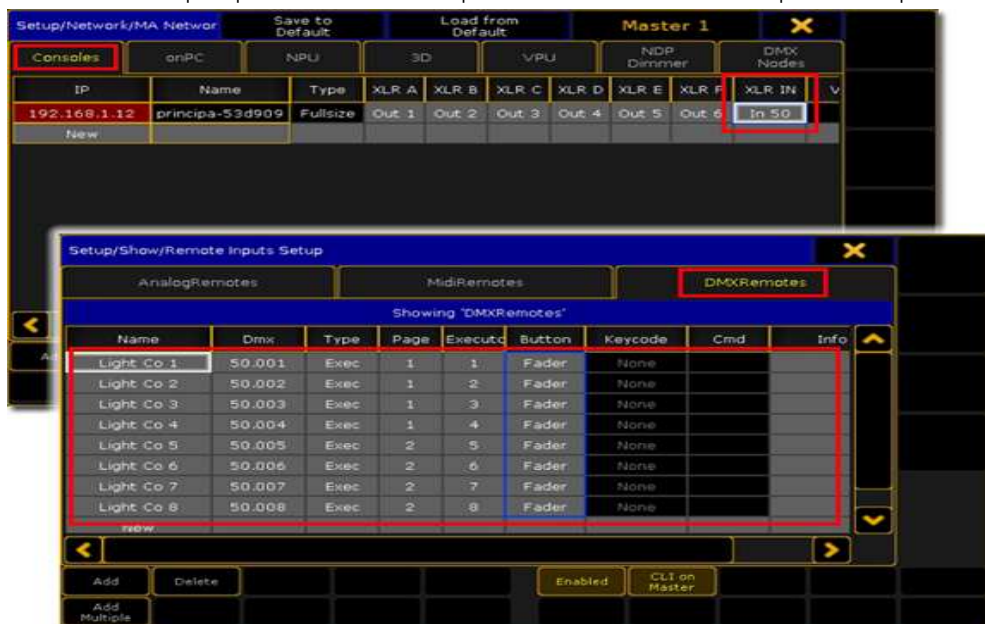 Setup/Network/MA Networ Save to Default Load from Default Master 1
Consoles onPC NPU 3D VPU NDP Dimmer DMX Nodes
IP Name Type XLR A XLR B XLR C XLR D XLR E XLR F XLR IN V
192.168.1.12 principa-53d909 Fullsize Out 1 Out 2 Out 3 Out 4 Out 5 Out 6 In 50
New
Setup/Show/Remote Inputs Setup
AnalogRemotes MidiRemotes DMXRemotes
Showing 'DMXRemotes'
Name Dmx Type Page Executo Button Keycode Cmd Info
Light Co 1 50.001 Exec 1 1 Fader None
Light Co 2 50.002 Exec 1 2 Fader None
Light Co 3 50.003 Exec 1 3 Fader None
Light Co 4 50.004 Exec 1 4 Fader None
Light Co 5 50.005 Exec 2 5 Fader None
Light Co 6 50.006 Exec 2 6 Fader None
Light Co 7 50.007 Exec 2 7 Fader None
Light Co 8 50.008 Exec 2 8 Fader None
New
Add Delete Enabled CLI on Master
Add Multiple